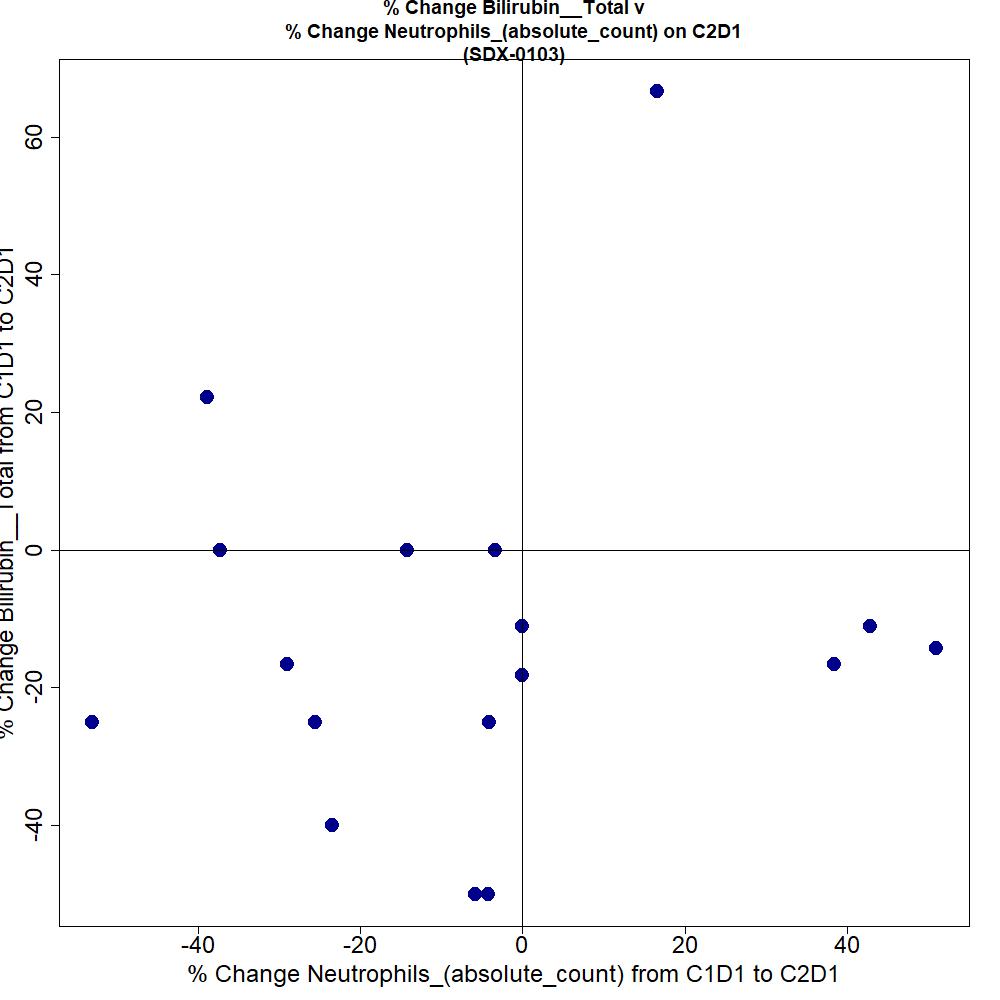 % Change Bilirubin__Total v
% Change Neutrophils_(absolute_count) on C2D1
(SDX-0103)
% Change Bilirubin__Total from C1D1 to C2D1
60
40
20
0
-20
-40
-40
-20
0
20
40
% Change Neutrophils_(absolute_count) from C1D1 to C2D1